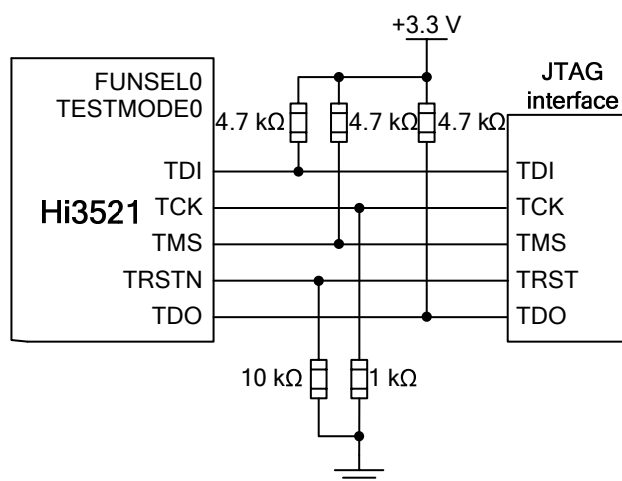 +3.3 V
FUNSEL0
TESTMODE0
JTAG
interface
4.7 kΩ
4.7 kΩ
4.7 kΩ
TDI
TDI
Hi3521
TCK
TCK
TMS
TMS
TRSTN
TRST
TDO
TDO
10 kΩ
1 kΩ